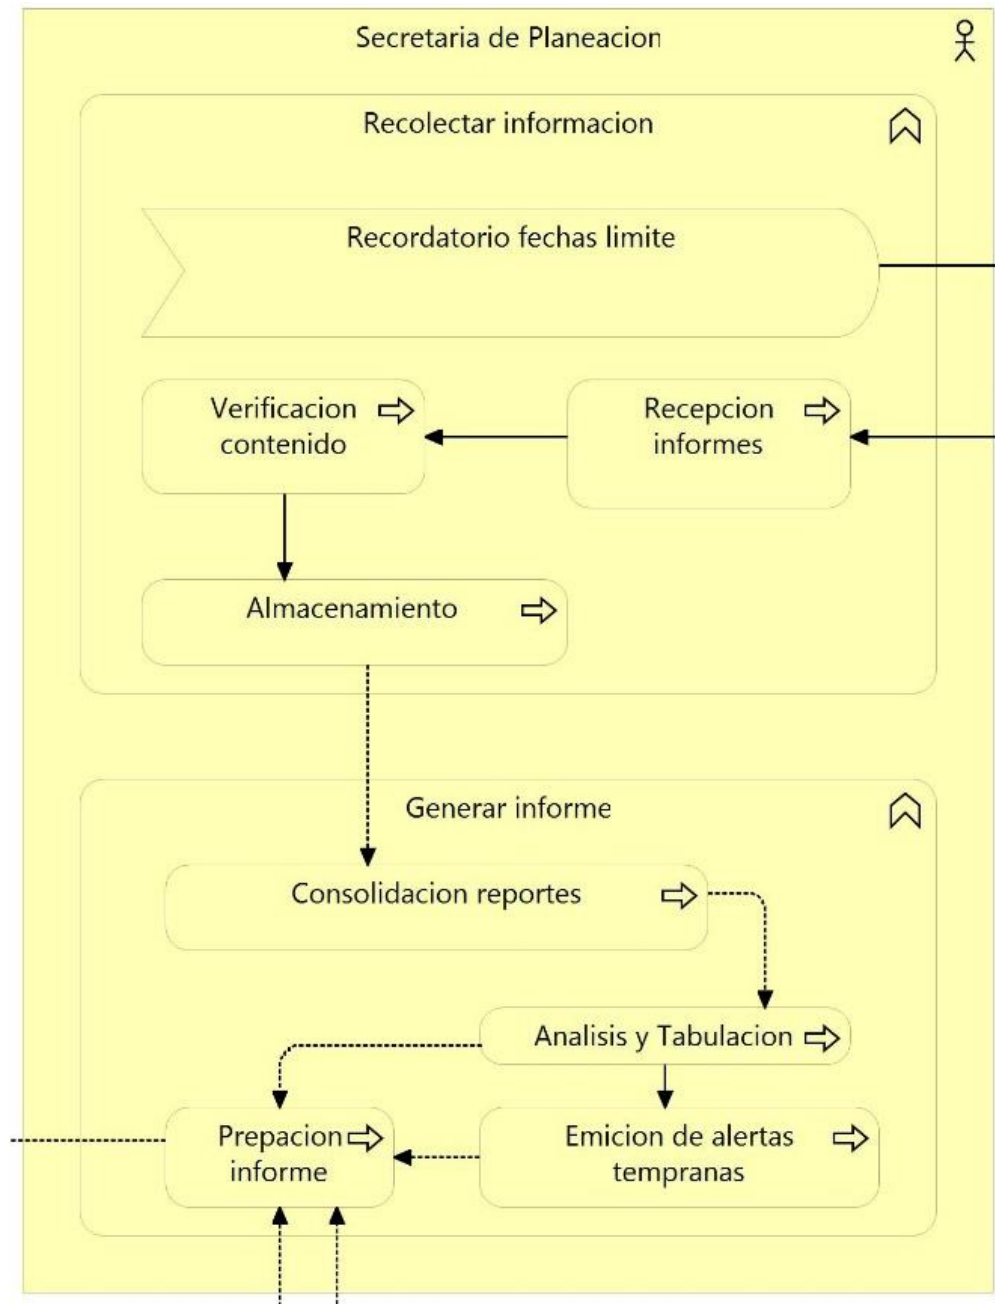 Secretaria de Planeacion
Recolectar informacion
Recordatorio fechas limite
Verificacion
contenido
Recepcion
informes
Almacenamiento
Generar informe
Consolidacion reportes
Analisis y Tabulacion
Prepacion
informe
Emicion de alertas
tempranas